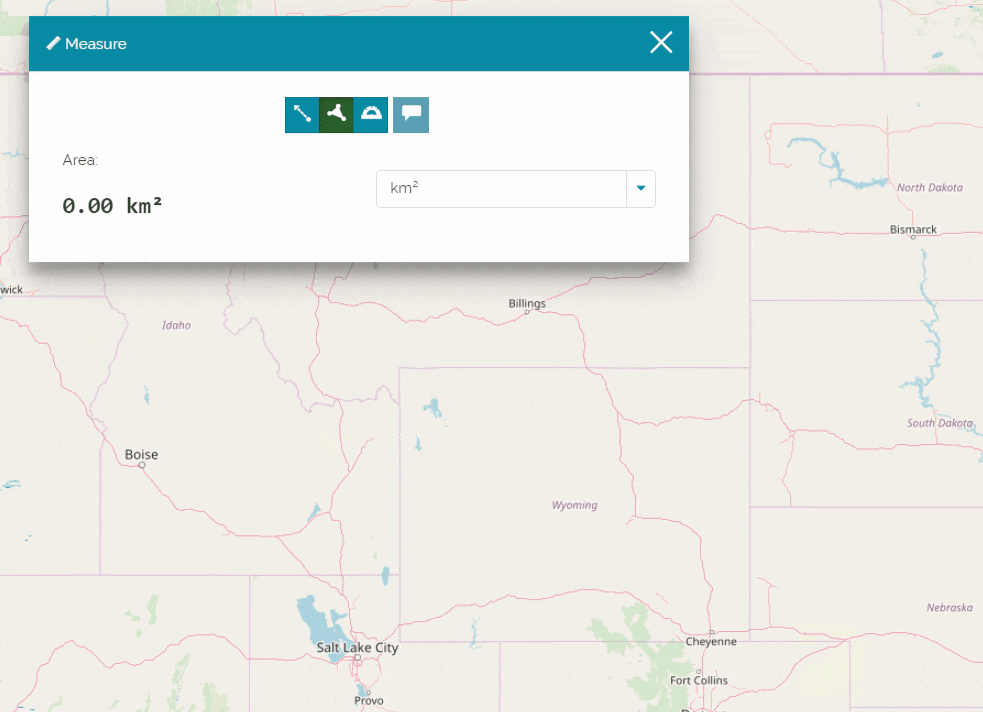 Measure
Area:
km²
0.00 km²
North Dakota
Bismarck
wick
Billings
Idaho
South Dakota
Boise
Wyoming
Nebraska
Salt Lake City
Cheyenne
Fort Collins
Provo